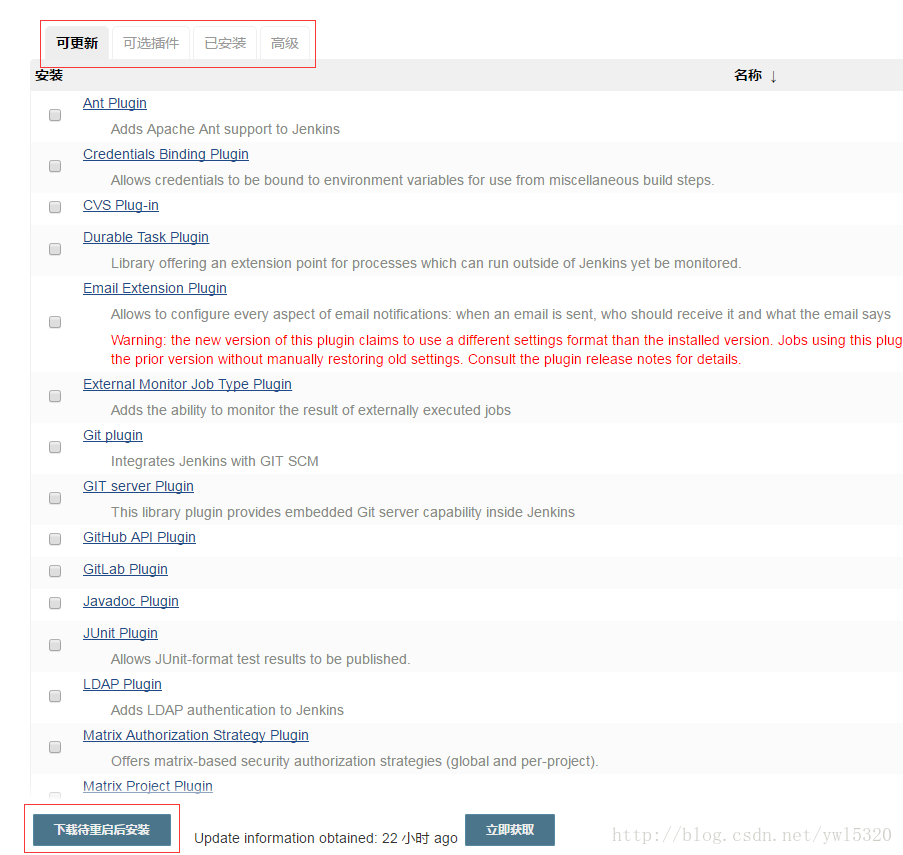 可更新 可选插件 已安装 高级
安装 名称 ↓
Ant Plugin
Adds Apache Ant support to Jenkins
Credentials Binding Plugin
Allows credentials to be bound to environment variables for use from miscellaneous build steps.
CVS Plug-in
Durable Task Plugin
Library offering an extension point for processes which can run outside of Jenkins yet be monitored.
Email Extension Plugin
Allows to configure every aspect of email notifications: when an email is sent, who should receive it and what the email says
Warning: the new version of this plugin claims to use a different settings format than the installed version. Jobs using this plug
the prior version without manually restoring old settings. Consult the plugin release notes for details.
External Monitor Job Type Plugin
Adds the ability to monitor the result of externally executed jobs
Git plugin
Integrates Jenkins with GIT SCM
GIT server Plugin
This library plugin provides embedded Git server capability inside Jenkins
GitHub API Plugin
GitLab Plugin
Javadoc Plugin
JUnit Plugin
Allows JUnit-format test results to be published.
LDAP Plugin
Adds LDAP authentication to Jenkins
Matrix Authorization Strategy Plugin
Offers matrix-based security authorization strategies (global and per-project).
Matrix Project Plugin
下载待重启后安装 Update information obtained: 22 小时 ago 立即获取
http://blog.csdn.net/ywl5320